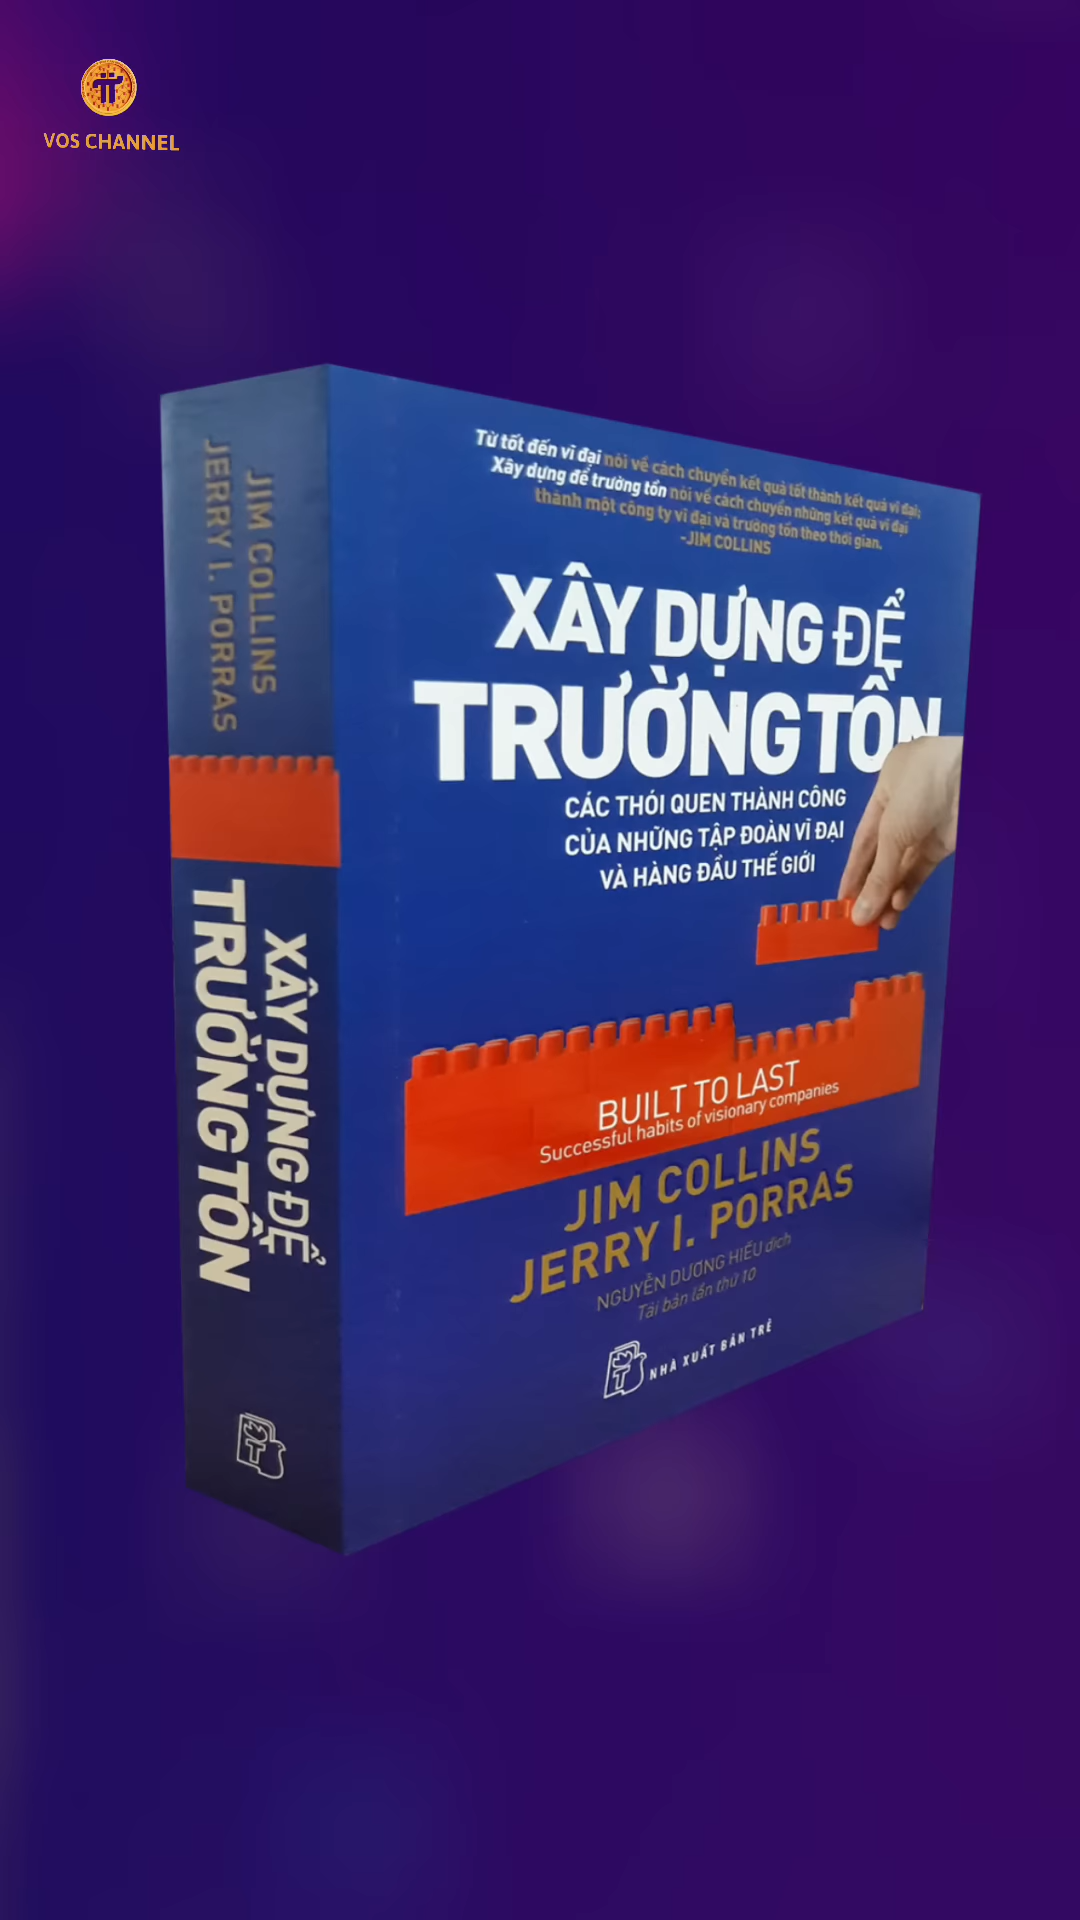 VOS CHANNEL
JIM COLLINS
JERRY I. PORRAS
XÂY DỰNG ĐỂ
TRƯỜNG TỒN
Từ tốt đến vĩ đại nói về cách chuyển kết quả tốt thành kết quả vĩ đại;
Xây dựng để trường tồn nói về cách chuyển những kết quả vĩ đại
thành một công ty vĩ đại và trường tồn theo thời gian.
-JIM COLLINS
XÂY DỰNG ĐỂ
TRƯỜNG TỒN
CÁC THÓI QUEN THÀNH CÔNG
CỦA NHỮNG TẬP ĐOÀN VĨ ĐẠI
VÀ HÀNG ĐẦU THẾ GIỚI
BUILT TO LAST
Successful habits of visionary companies
JIM COLLINS
JERRY I. PORRAS
NGUYỄN DƯƠNG HIẾU dịch
Tái bản lần thứ 10
NHÀ XUẤT BẢN TRẺ